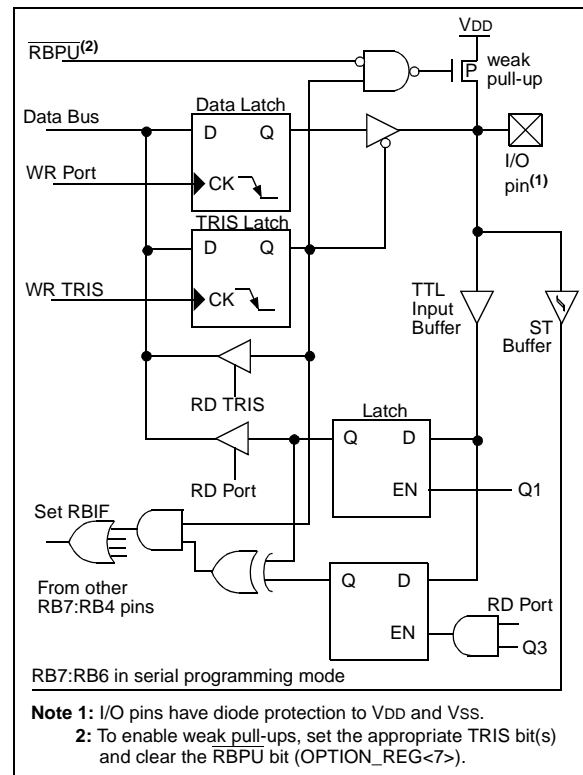 VDD
RBPU(2)
P
weak
pull-up
Data Latch
Data Bus
D
Q
I/O
pin(1)
WR Port
CK
TRIS Latch
D
Q
WR TRIS
CK
TTL
Input
Buffer
ST
Buffer
RD TRIS
Latch
Q
D
RD Port
EN
Q1
Set RBIF
From other
RB7:RB4 pins
Q
D
RD Port
EN
Q3
RB7:RB6 in serial programming mode
Note 1: I/O pins have diode protection to VDD and VSS.
2: To enable weak pull-ups, set the appropriate TRIS bit(s)
and clear the RBPU bit (OPTION_REG<7>).